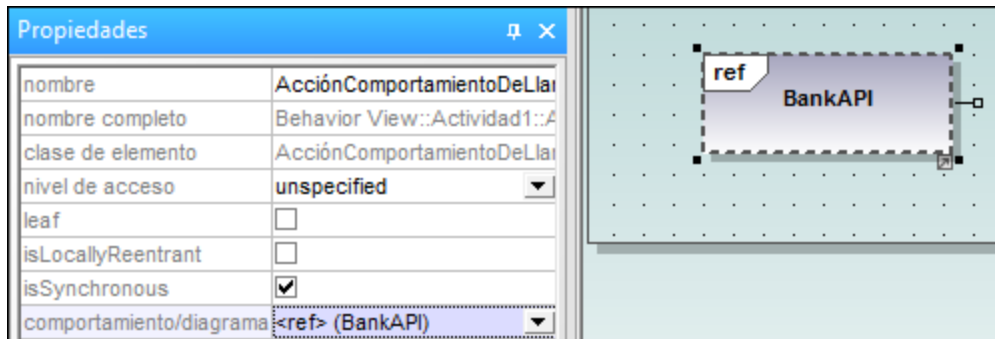 Propiedades
nombre AcciónComportamientoDeLlar
nombre completo Behavior View::Actividad1::A
clase de elemento AcciónComportamientoDeLlar
nivel de acceso unspecified
leaf
isLocallyReentrant
isSynchronous
comportamiento/diagrama <ref> (BankAPI)
ref
BankAPI